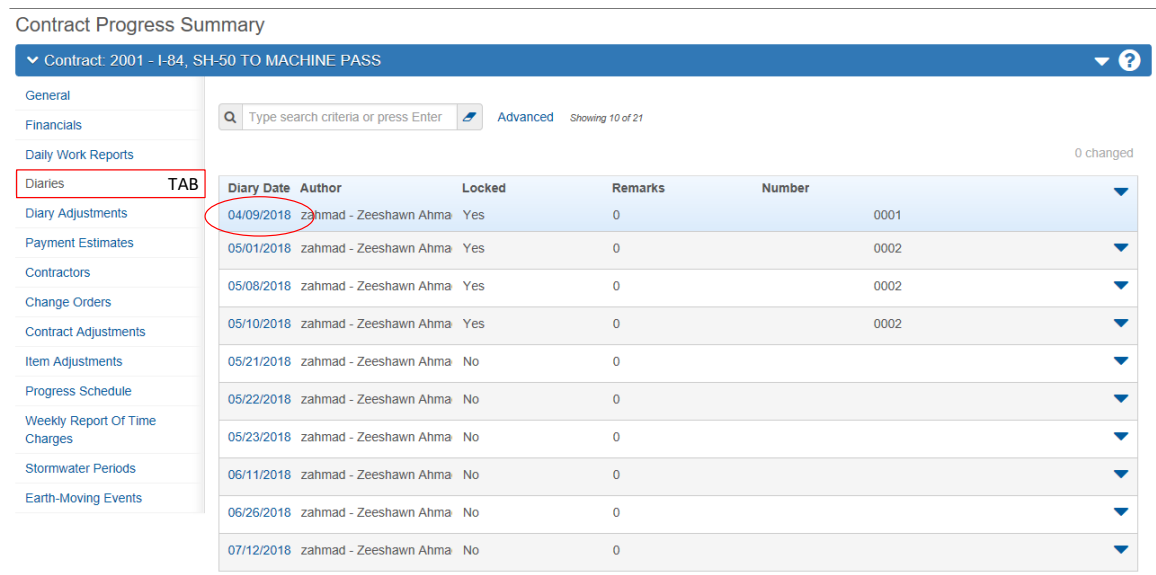 Contract Progress Summary
Contract: 2001 - I-84, SH-50 TO MACHINE PASS
?
General
Financials
Daily Work Reports
Diaries TAB
Diary Adjustments
Payment Estimates
Contractors
Change Orders
Contract Adjustments
Item Adjustments
Progress Schedule
Weekly Report Of Time
Charges
Stormwater Periods
Earth-Moving Events
Type search criteria or press Enter Advanced Showing 10 of 21
0 changed
Diary Date Author Locked Remarks Number
04/09/2018 zahmad - Zeeshawn Ahma Yes 0 0001
05/01/2018 zahmad - Zeeshawn Ahma Yes 0 0002
05/08/2018 zahmad - Zeeshawn Ahma Yes 0 0002
05/10/2018 zahmad - Zeeshawn Ahma Yes 0 0002
05/21/2018 zahmad - Zeeshawn Ahma No 0
05/22/2018 zahmad - Zeeshawn Ahma No 0
05/23/2018 zahmad - Zeeshawn Ahma No 0
06/11/2018 zahmad - Zeeshawn Ahma No 0
06/26/2018 zahmad - Zeeshawn Ahma No 0
07/12/2018 zahmad - Zeeshawn Ahma No 0